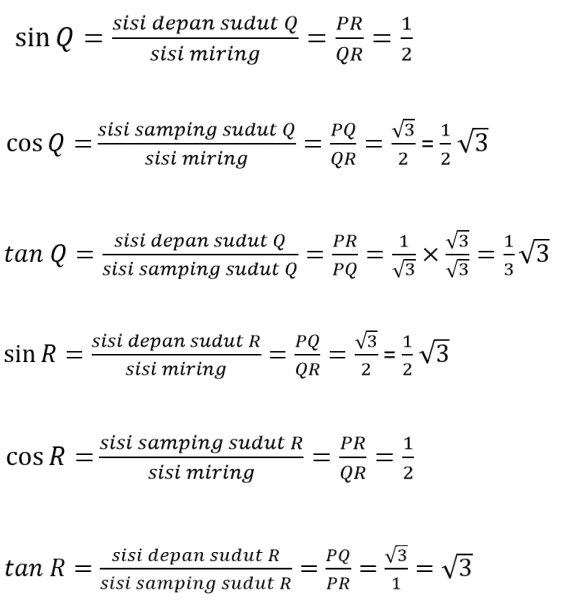 sin Q = sisi depan sudut Q / sisi miring = PR / QR = 1 / 2
cos Q = sisi samping sudut Q / sisi miring = PQ / QR = √3 / 2 = 1 / 2 √3
tan Q = sisi depan sudut Q / sisi samping sudut Q = PR / PQ = 1 / √3 × √3 / √3 = 1 / 3 √3
sin R = sisi depan sudut R / sisi miring = PQ / QR = √3 / 2 = 1 / 2 √3
cos R = sisi samping sudut R / sisi miring = PR / QR = 1 / 2
tan R = sisi depan sudut R / sisi samping sudut R = PQ / PR = √3 / 1 = √3